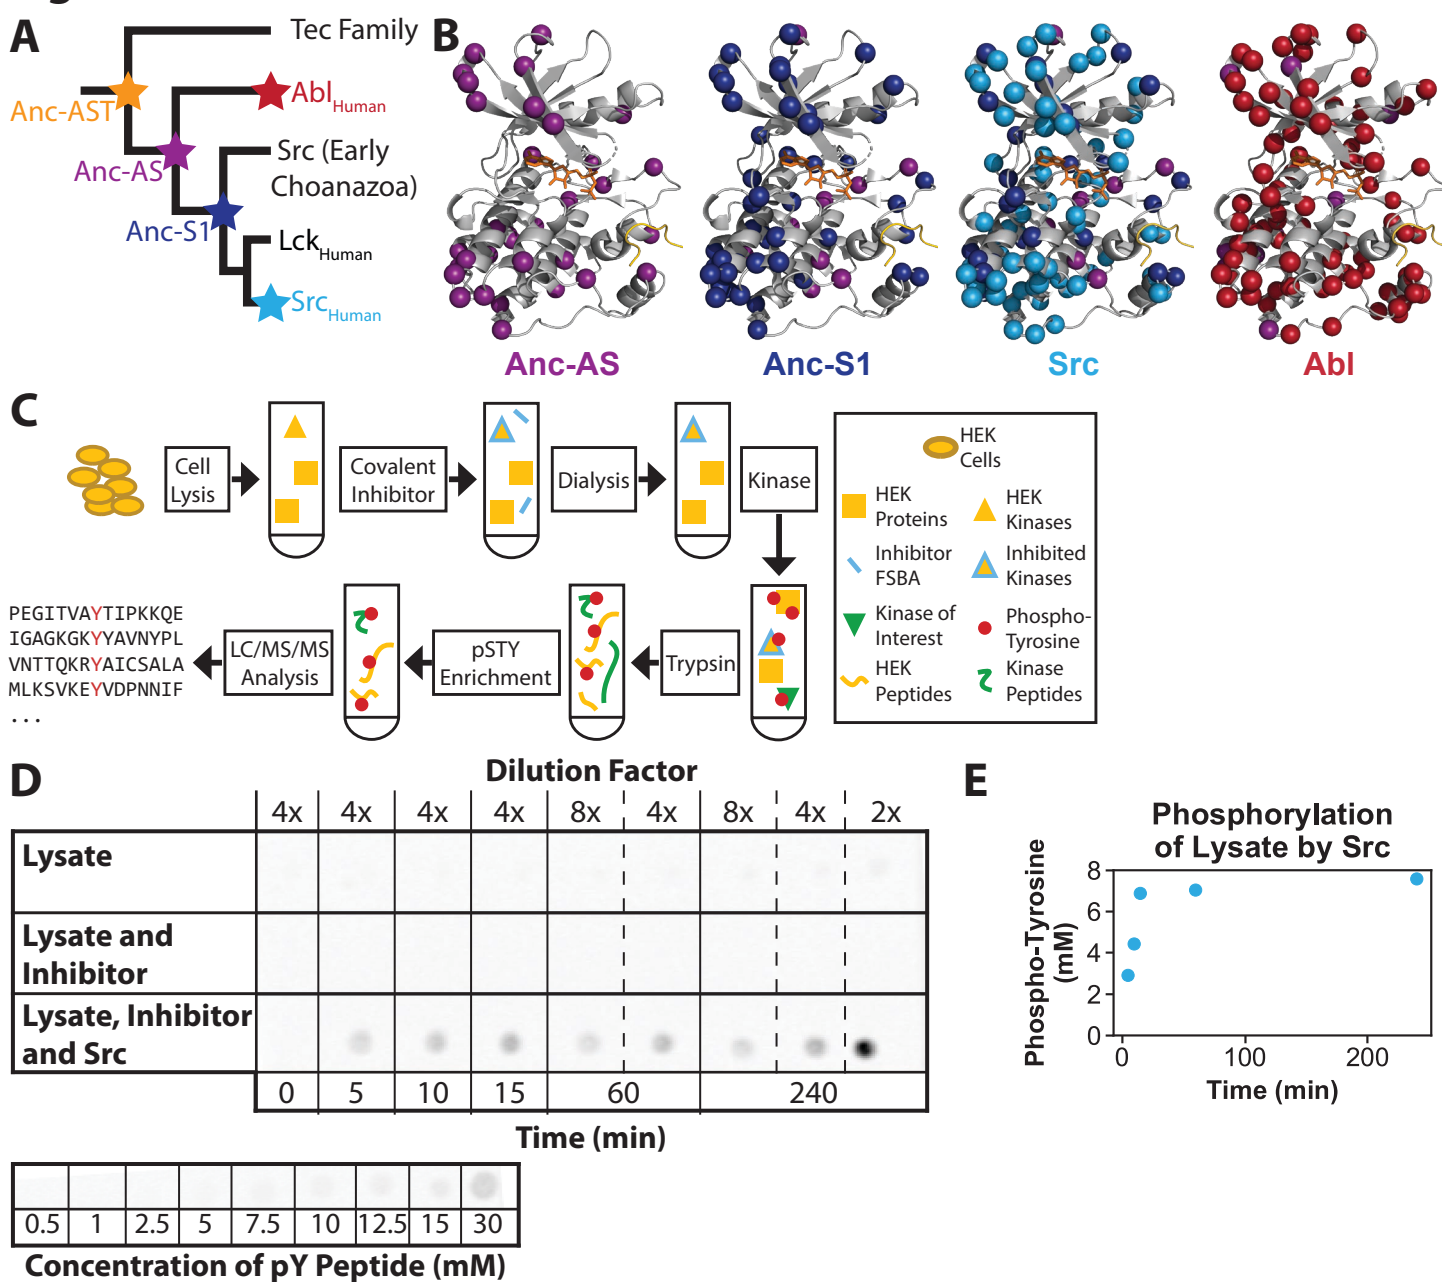 A
Tec Family
Anc-AST
Abl Human
Anc-AS
Src (Early
Choanazoa)
Anc-S1
Lck Human
Src Human
B
Anc-AS
Anc-S1
Src
Abl
C
Cell
Lysis
Covalent
Inhibitor
Dialysis
Kinase
HEK
Cells
HEK
Proteins
HEK
Kinases
Inhibitor
FSBA
Inhibited
Kinases
Kinase of
Interest
Phospho-
Tyrosine
HEK
Peptides
Kinase
Peptides
Trypsin
pSTY
Enrichment
LC/MS/MS
Analysis
PEGITVAYTIPKKQE
IGAGKGKYYAVNYPL
VNTTQKRYAICSALA
MLKSVKEYVDPNNIF
...
D
Dilution Factor
4x 4x 4x 4x 8x 4x 8x 4x 2x
Lysate
Lysate and
Inhibitor
Lysate, Inhibitor
and Src
0 5 10 15 60 240
Time (min)
0.5 1 2.5 5 7.5 10 12.5 15 30
Concentration of pY Peptide (mM)
E
Phosphorylation
of Lysate by Src
Phospho-Tyrosine
(mM)
8
6
4
2
0
0 100 200
Time (min)